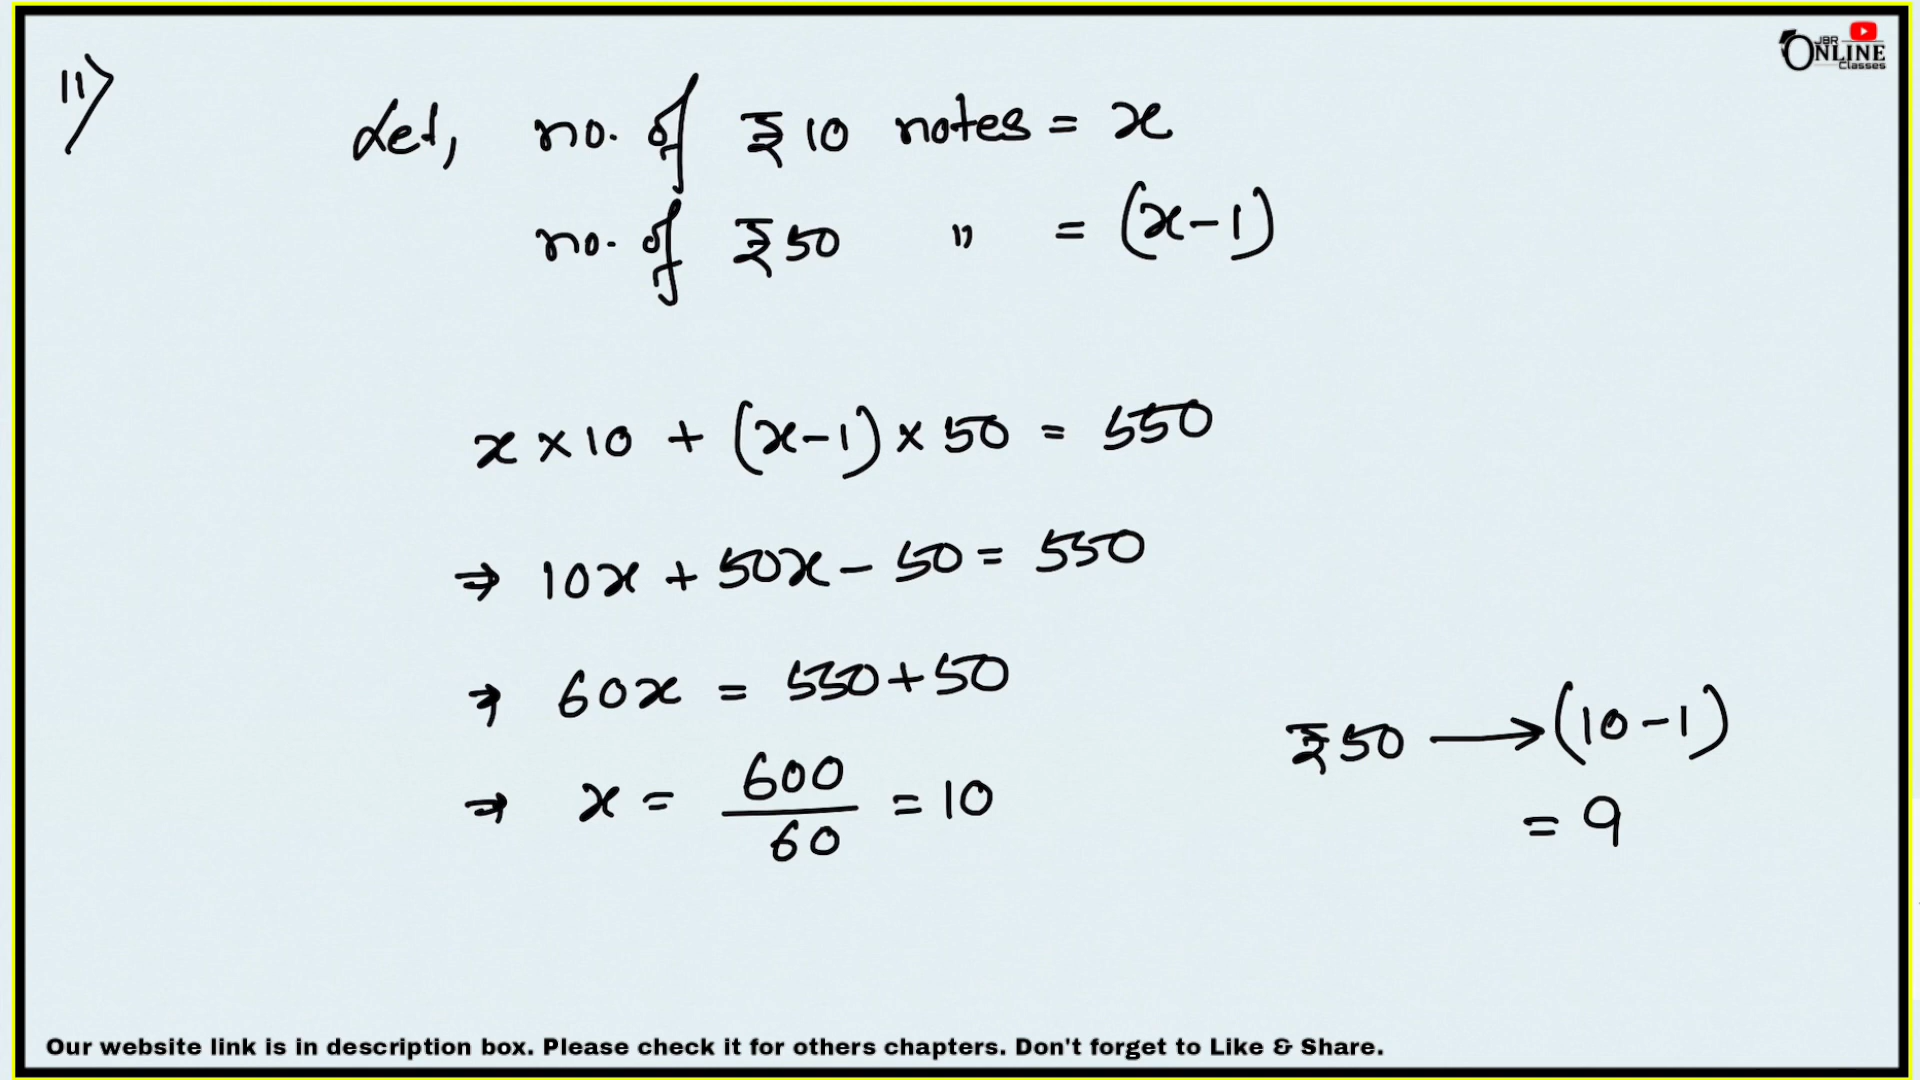 11)
JBR
ONLINE
Classes
Let, no. of ₹10 notes = x
no. of ₹50 " = (x-1)
x × 10 + (x-1) × 50 = 550
⇒ 10x + 50x - 50 = 550
⇒ 60x = 550+50
⇒ x = 600/60 = 10
₹50 → (10-1)
= 9
Our website link is in description box. Please check it for others chapters. Don't forget to Like & Share.